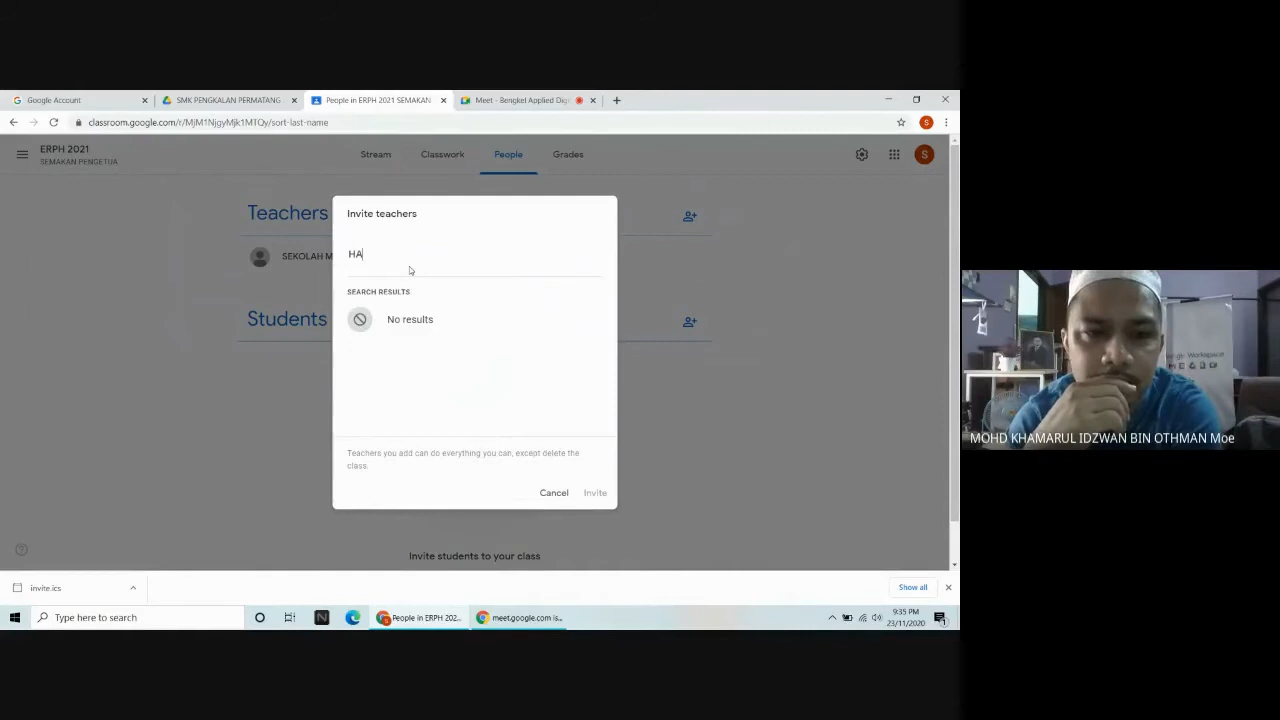 Google Account
SMK PENGKALAN PERMATANG
People in ERPH 2021 SEMAKAN
Meet - Bengkel Applied Digi
classroom.google.com/r/MjM1NjgyMjk1MTQy/sort-last-name
S
ERPH 2021
SEMAKAN PENGETUA
Stream
Classwork
People
Grades
S
Teachers
SEKOLAH M
Invite teachers
HA
SEARCH RESULTS
No results
Students
Teachers you add can do everything you can, except delete the
class.
Cancel
Invite
Invite students to your class
invite.ics
Show all
Type here to search
N
People in ERPH 202...
meet.google.com is...
9:35 PM
23/11/2020
1
Workspace
MOHD KHAMARUL IDZWAN BIN OTHMAN Moe